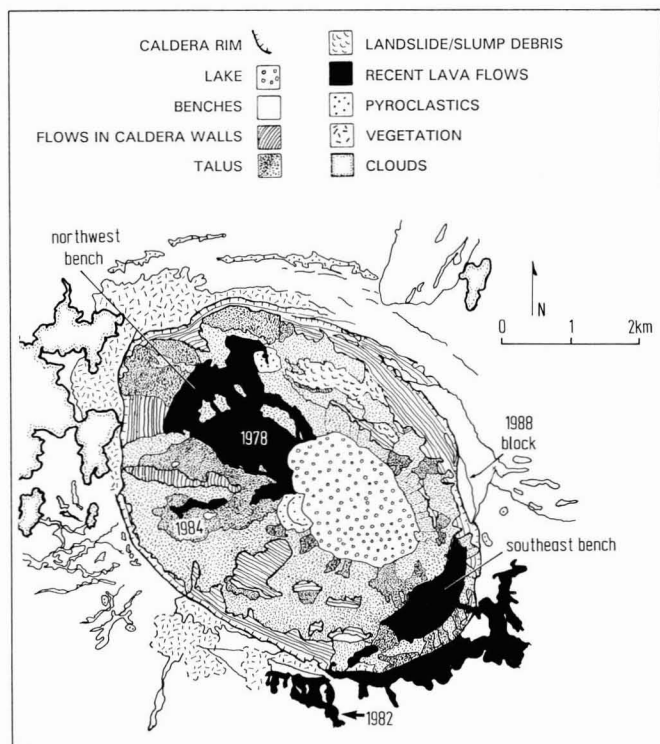 CALDERA RIM
LAKE
BENCHES
FLOWS IN CALDERA WALLS
TALUS
LANDSLIDE/SLUMP DEBRIS
RECENT LAVA FLOWS
PYROCLASTICS
VEGETATION
CLOUDS
northwest
bench
N
0 1 2km
1978
1988
block
1984
southeast bench
1982